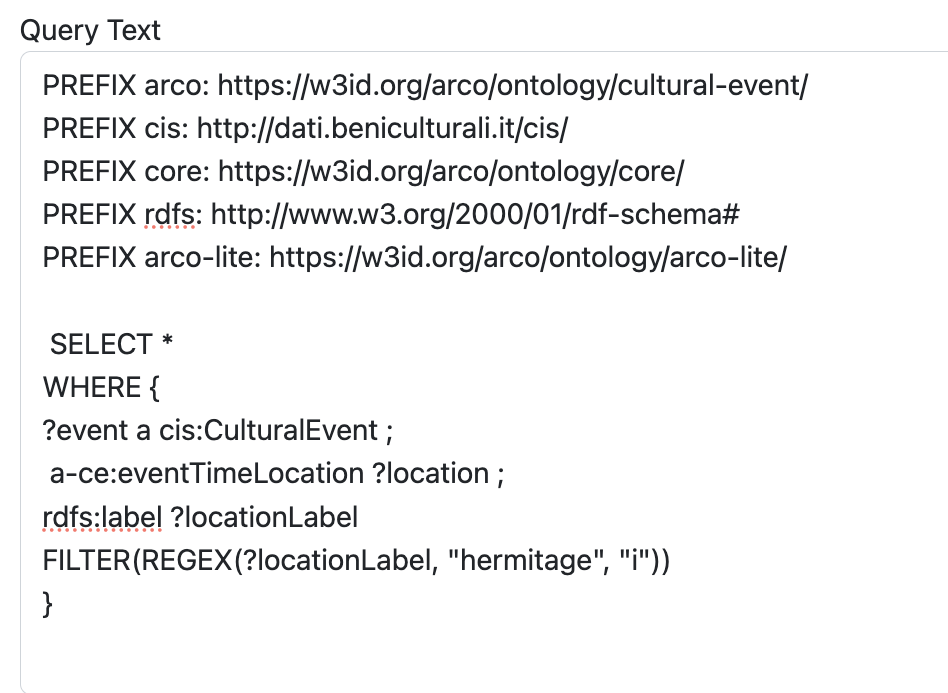 Query Text
PREFIX arco: https://w3id.org/arco/ontology/cultural-event/
PREFIX cis: http://dati.beniculturali.it/cis/
PREFIX core: https://w3id.org/arco/ontology/core/
PREFIX rdfs: http://www.w3.org/2000/01/rdf-schema#
PREFIX arco-lite: https://w3id.org/arco/ontology/arco-lite/
SELECT *
WHERE {
?event a cis:CulturalEvent ;
a-ce:eventTimeLocation ?location ;
rdfs:label ?locationLabel
FILTER(REGEX(?locationLabel, "hermitage", "i"))
}